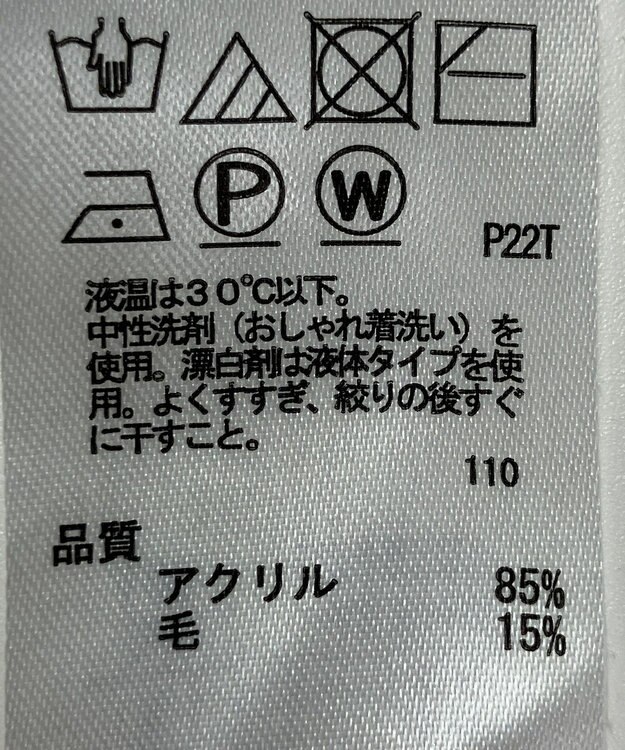 P
W
P22T
液温は30℃以下。
中性洗剤（おしゃれ着洗い）を
使用。漂白剤は液体タイプを使
用。よくすすぎ、絞りの後すぐ
に干すこと。
110
品質
アクリル 85%
毛 15%